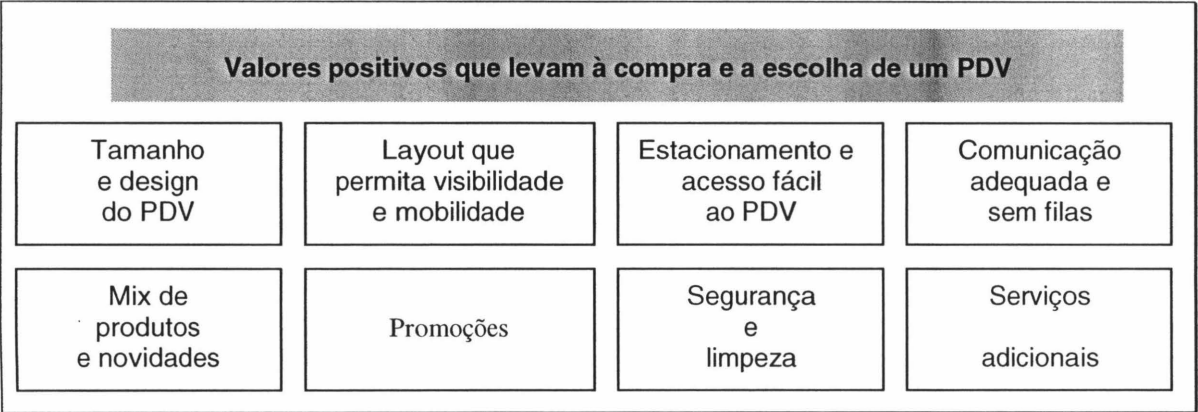 Valores positivos que levam à compra e a escolha de um PDV
Tamanho
e design
do PDV
Layout que
permita visibilidade
e mobilidade
Estacionamento e
acesso fácil
ao PDV
Comunicação
adequada e
sem filas
Mix de
produtos
e novidades
Promoções
Segurança
e
limpeza
Serviços
adicionais